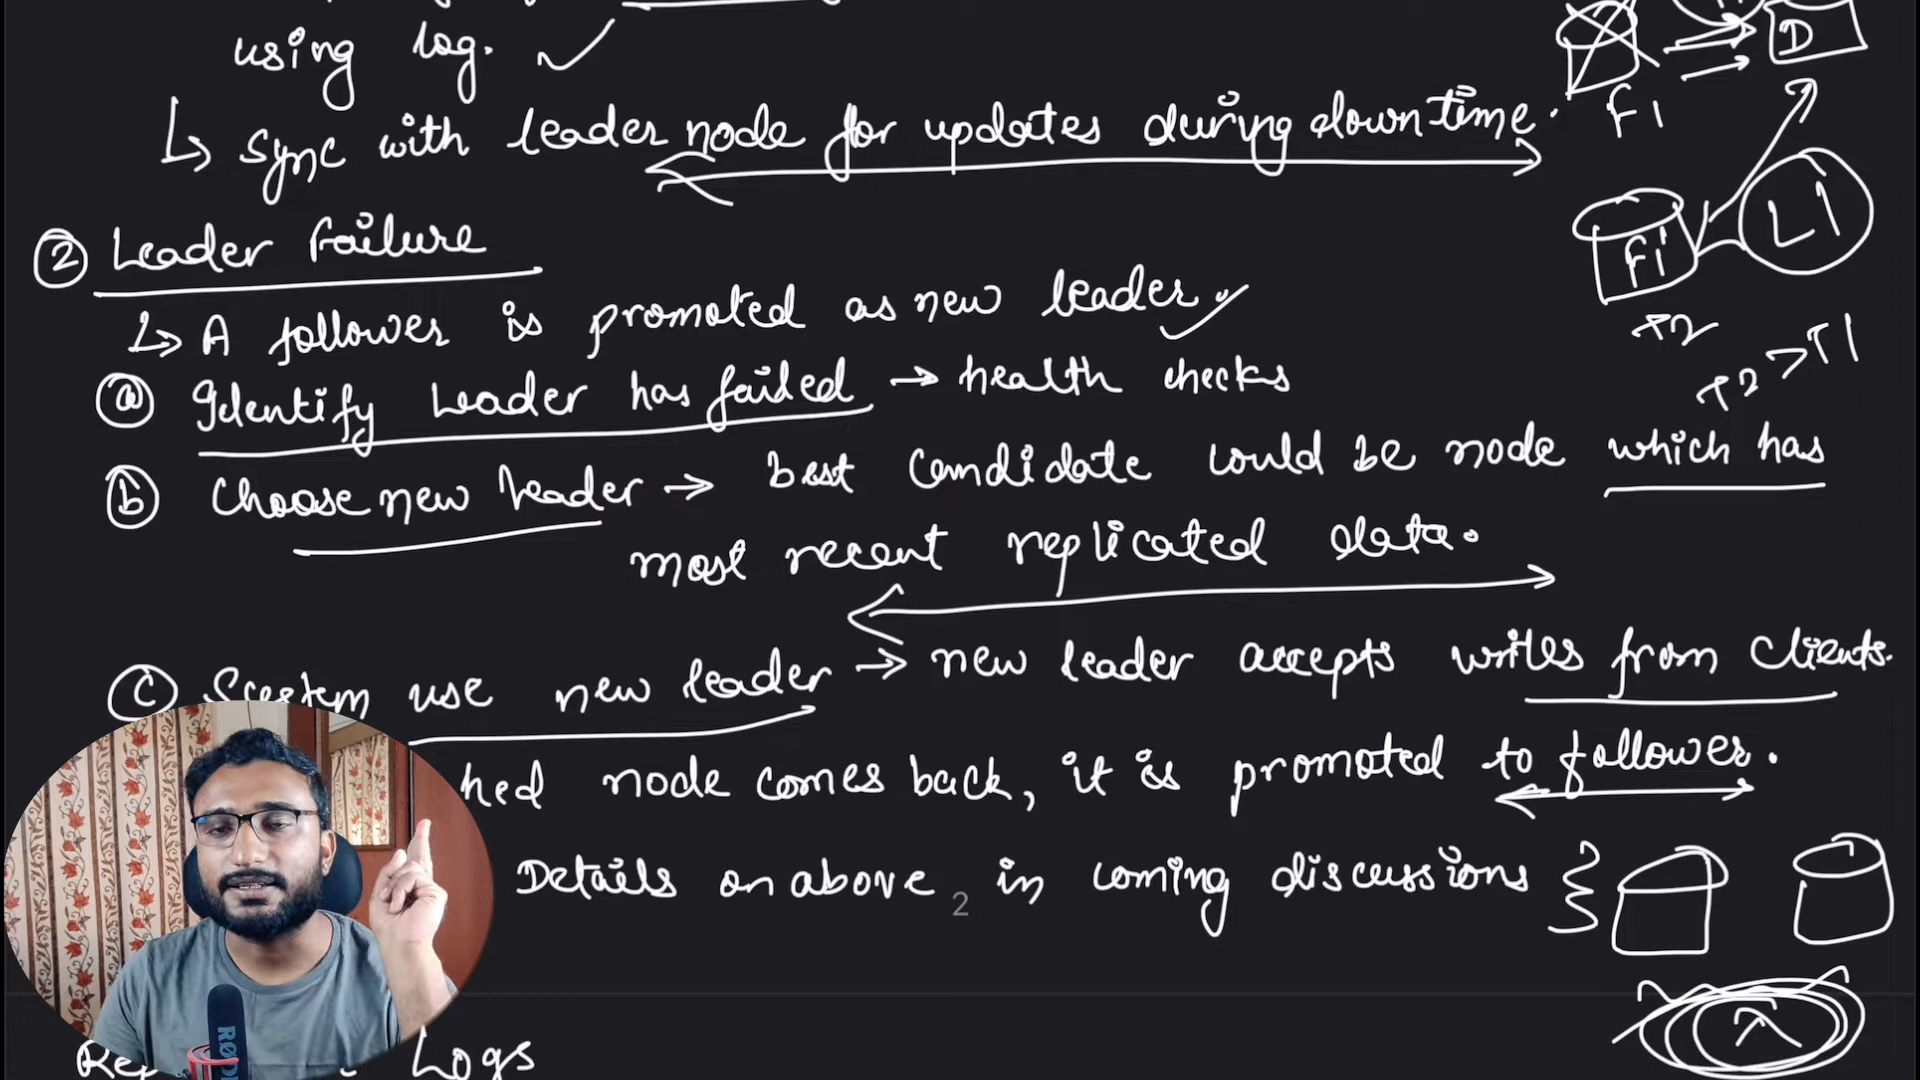 using log.
↳ Sync with leader node for updates during downtime.
D
F1
② Leader Failure
L1
F1
↳ A follower is promoted as new leader.
T2
T2 > T1
ⓐ Identify Leader has failed → health checks
ⓑ Choose new leader → best candidate would be node which has
most recent replicated data.
ⓒ System use new leader → new leader accepts writes from clients.
hed node comes back, it is promoted to follower.
Details on above in coming discussions
2
Logs
RØD